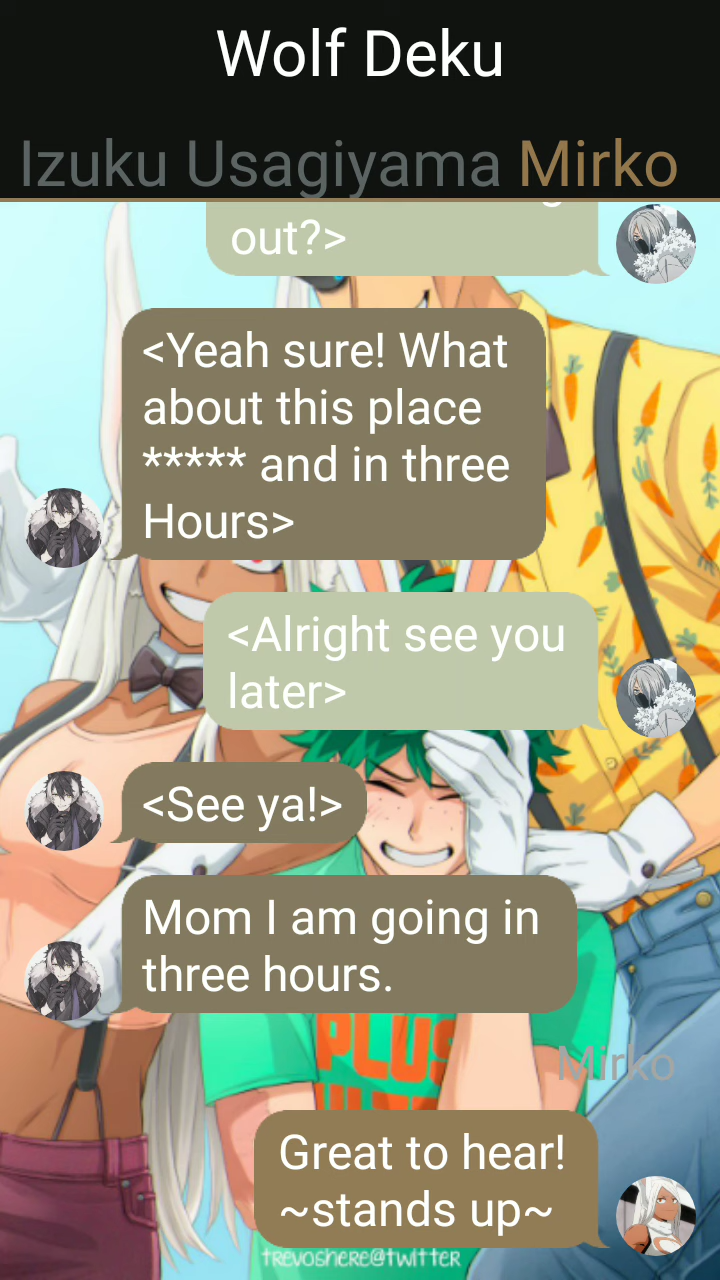 Wolf Deku
Izuku Usagiyama Mirko
out?>
<Yeah sure! What
about this place
***** and in three
Hours>
<Alright see you
later>
<See ya!>
Mom I am going in
three hours.
PLUS
Mirko
Great to hear!
~stands up~
TREVOSHERE@TWITTER